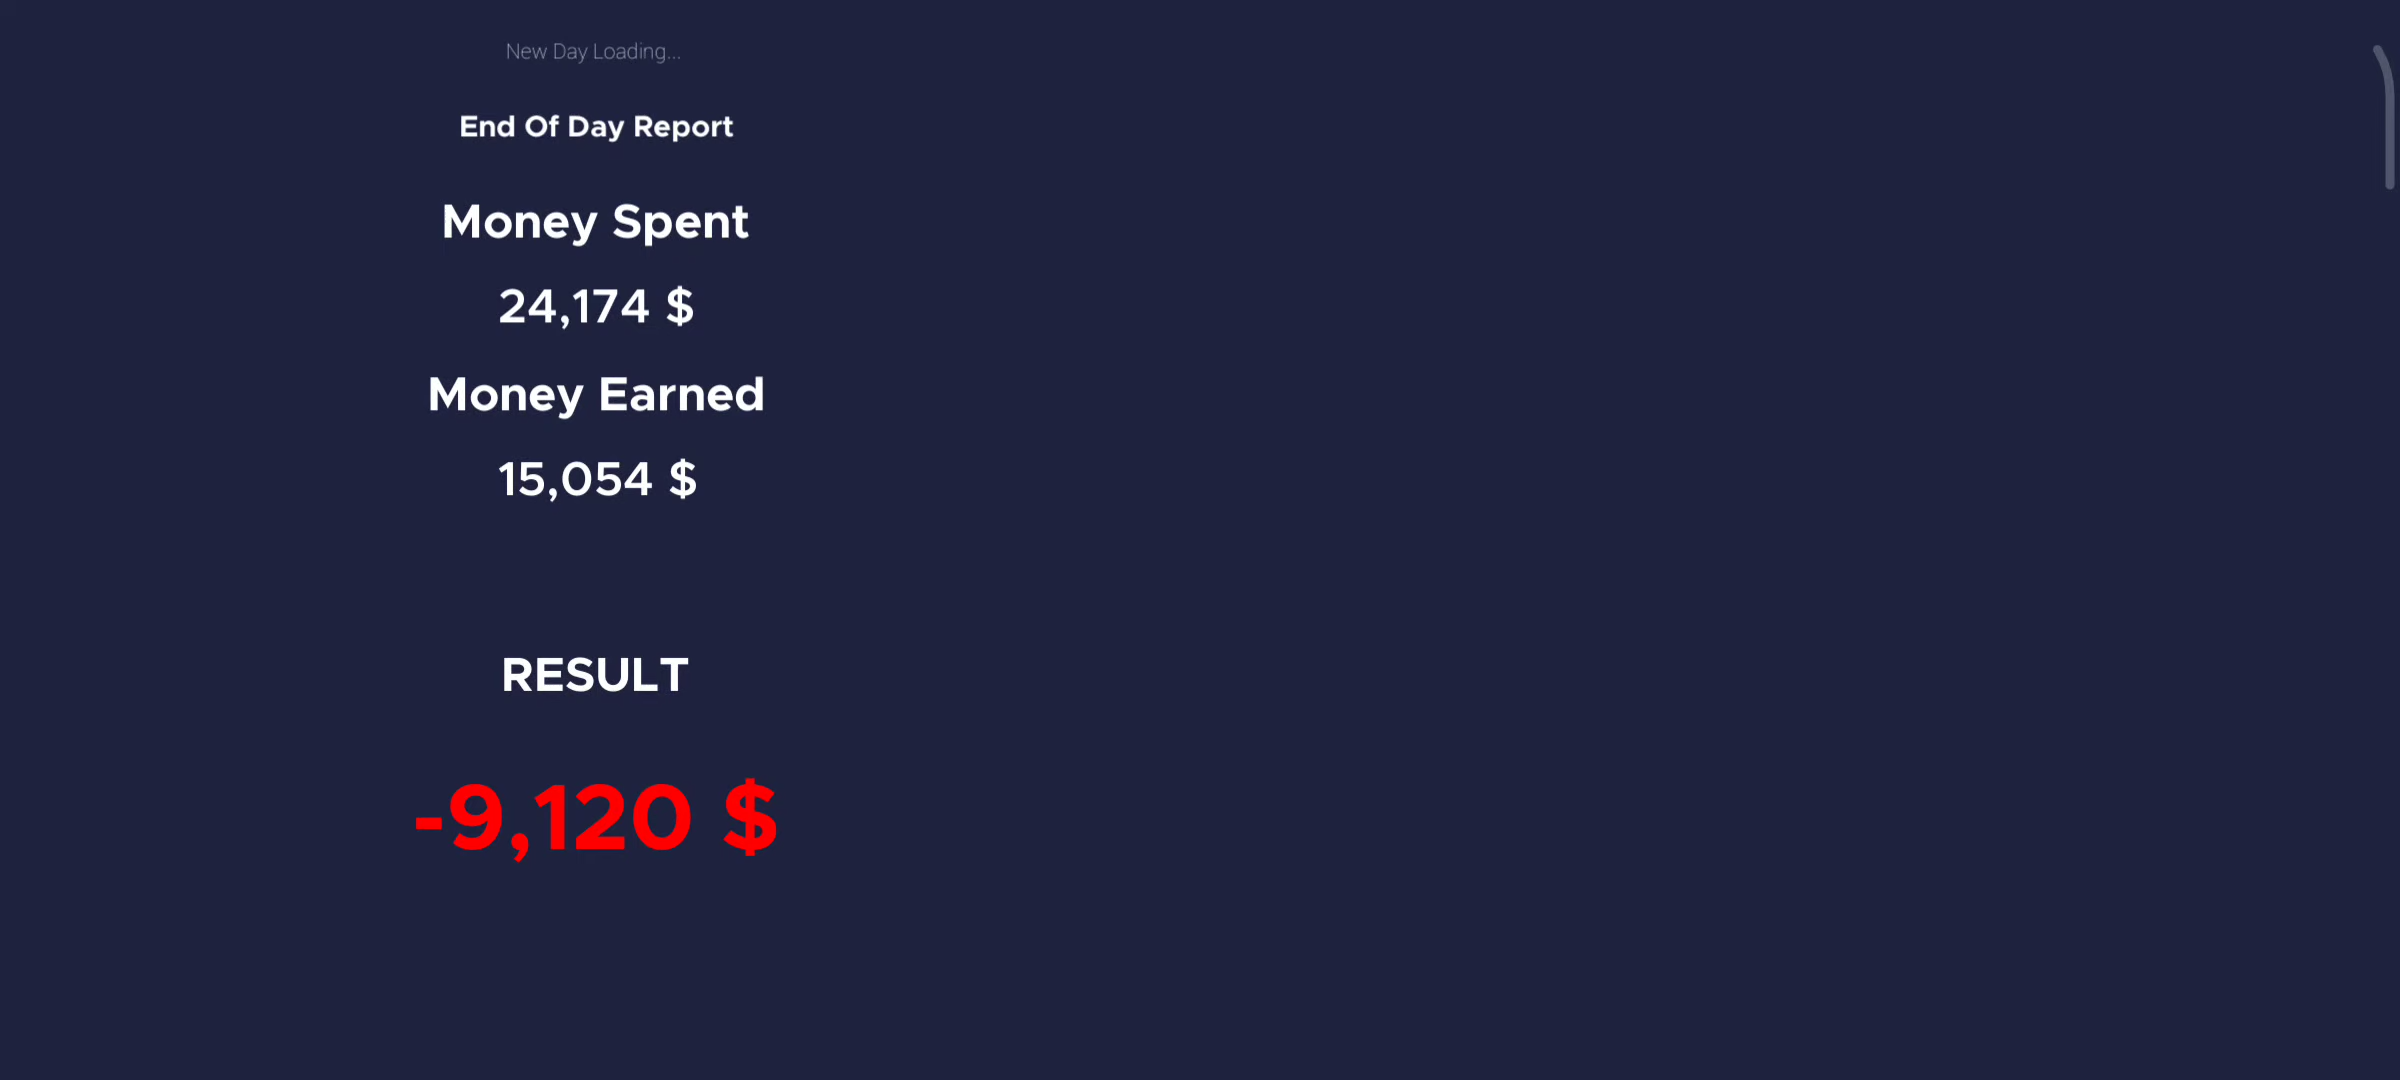 New Day Loading...
End Of Day Report
Money Spent
24,174 $
Money Earned
15,054 $
RESULT
-9,120 $